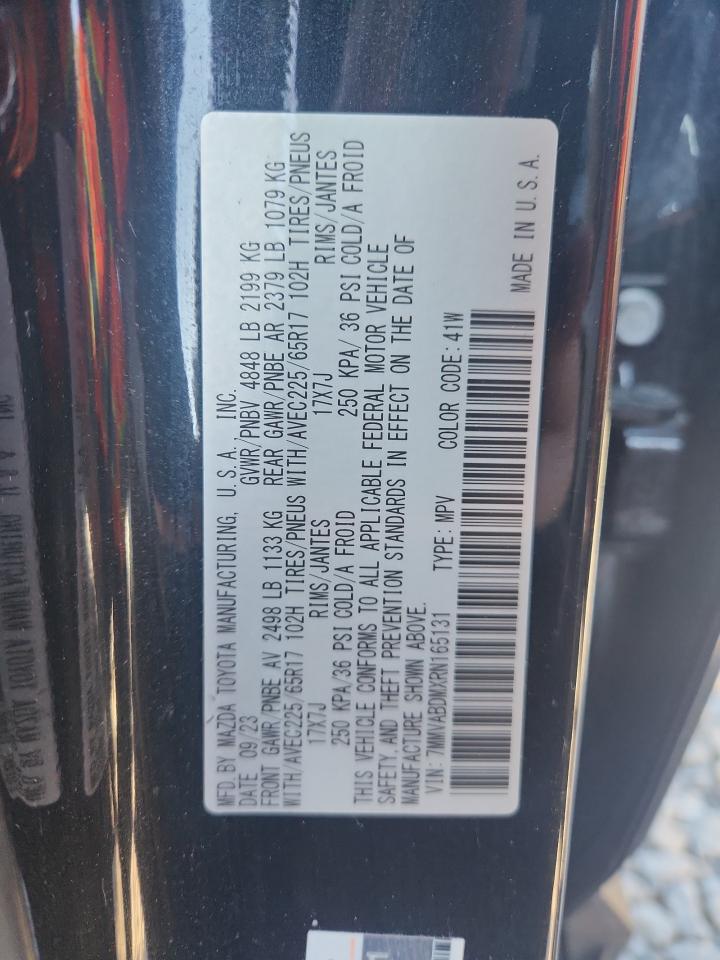 MFD.BY MAZDA TOYOTA MANUFACTURING, U.S.A. INC.
DATE 09/23 GVWR/PNBV 4848 LB 2199 KG
FRONT GAWR/PNBE AV 2498 LB 1133 KG REAR GAWR/PNBE AR 2379 LB 1079 KG
WITH/AVEC225/65R17 102H TIRES/PNEUS WITH/AVEC225/65R17 102H TIRES/PNEUS
17X7J RIMS/JANTES 17X7J RIMS/JANTES
250 KPA/36 PSI COLD/A FROID 250 KPA/ 36 PSI COLD/A FROID
THIS VEHICLE CONFORMS TO ALL APPLICABLE FEDERAL MOTOR VEHICLE
SAFETY, AND THEFT PREVENTION STANDARDS IN EFFECT ON THE DATE OF
MANUFACTURE SHOWN ABOVE.
VIN: 7MMVABDMXRN165131 TYPE: MPV COLOR CODE: 41W
MADE IN U.S.A.